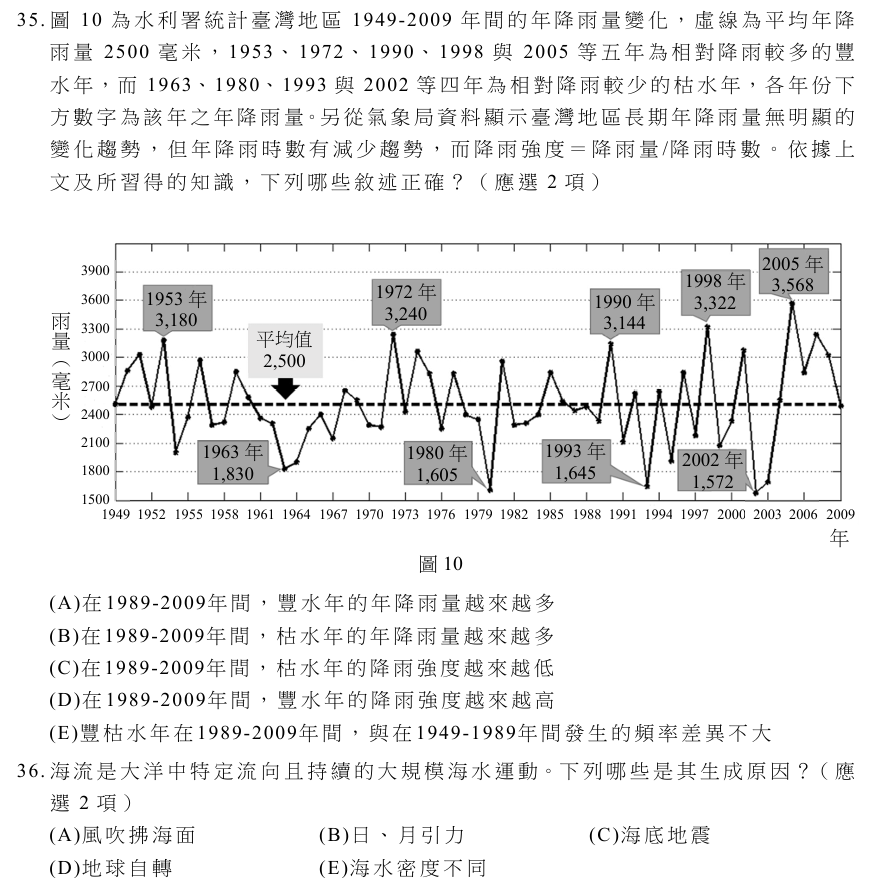 35.圖 10 為水利署統計臺灣地區 1949-2009 年間的年降雨量變化，虛線為平均年降
雨量 2500 毫米，1953、1972、1990、1998 與 2005 等五年為相對降雨較多的豐
水年，而 1963、1980、1993 與 2002 等四年為相對降雨較少的枯水年，各年份下
方數字為該年之年降雨量。另從氣象局資料顯示臺灣地區長期年降雨量無明顯的
變化趨勢，但年降雨時數有減少趨勢，而降雨強度＝降雨量/降雨時數。依據上
文及所習得的知識，下列哪些敘述正確？（應選 2 項）
雨量（毫米）
3900
3600
3300
3000
2700
2400
2100
1800
1500
1953 年
3,180
平均值
2,500
1972 年
3,240
1990 年
3,144
1998 年
3,322
2005 年
3,568
1963 年
1,830
1980 年
1,605
1993 年
1,645
2002 年
1,572
1949 1952 1955 1958 1961 1964 1967 1970 1973 1976 1979 1982 1985 1988 1991 1994 1997 2000 2003 2006 2009
年
圖 10
(A)在1989-2009年間，豐水年的年降雨量越來越多
(B)在1989-2009年間，枯水年的年降雨量越來越多
(C)在1989-2009年間，枯水年的降雨強度越來越低
(D)在1989-2009年間，豐水年的降雨強度越來越高
(E)豐枯水年在1989-2009年間，與在1949-1989年間發生的頻率差異不大
36.海流是大洋中特定流向且持續的大規模海水運動。下列哪些是其生成原因？（應
選 2 項）
(A)風吹拂海面 (B)日、月引力 (C)海底地震
(D)地球自轉 (E)海水密度不同